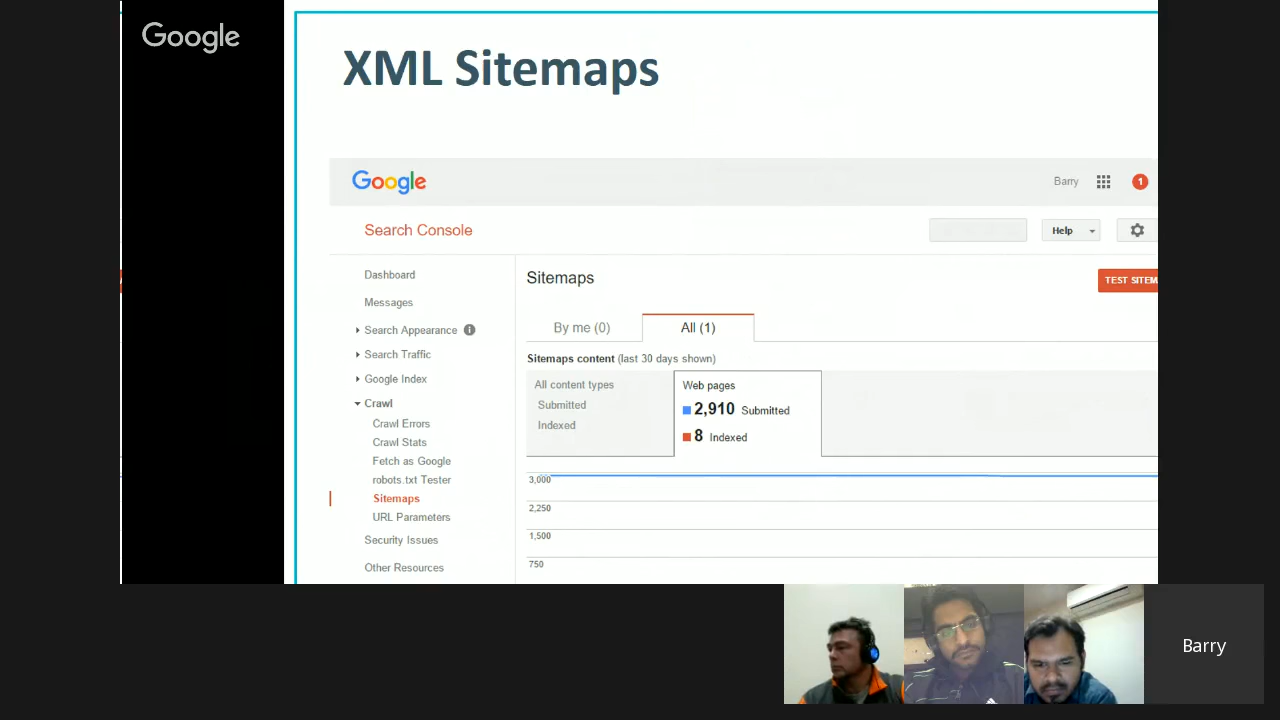 Google
XML Sitemaps
Google
Barry
1
Search Console
Help
Dashboard
Sitemaps
TEST SITEM
Messages
Search Appearance
By me (0)
All (1)
Search Traffic
Sitemaps content (last 30 days shown)
Google Index
All content types
Web pages
Crawl
Submitted
2,910 Submitted
Crawl Errors
Indexed
8 Indexed
Crawl Stats
Fetch as Google
robots.txt Tester
3,000
Sitemaps
2,250
URL Parameters
1,500
Security Issues
750
Other Resources
Barry